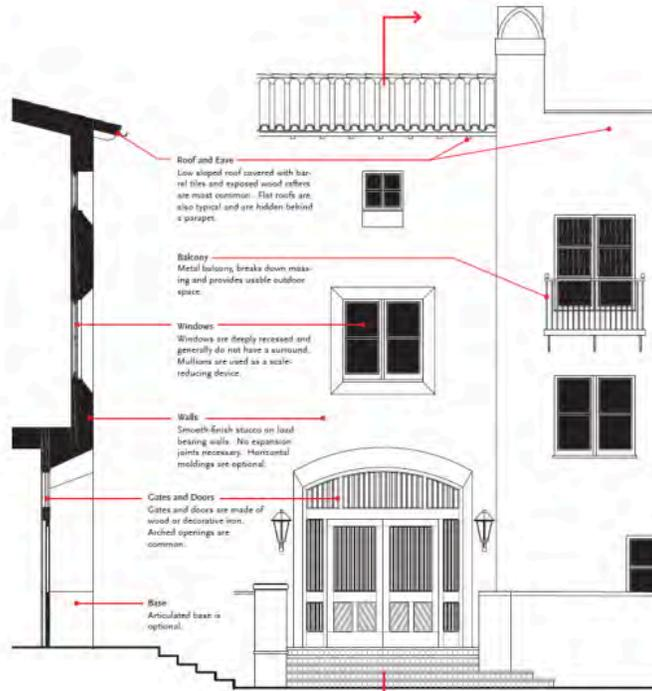 Roof and Eave
Low sloped roof covered with bar-
rel tiles and exposed wood rafters
are most common. Flat roofs are
also typical and are hidden behind
a parapet.
Balcony
Metal balcony, breaks down mass-
ing and provides usable outdoor
space.
Windows
Windows are deeply recessed and
generally do not have a surround.
Mullions are used as a scale-
reducing device.
Walls
Smooth-finish stucco on load
bearing walls. No expansion
joints necessary. Horizontal
moldings are optional.
Gates and Doors
Gates and doors are made of
wood or decorative iron.
Arched openings are
common.
Base
Articulated base is
optional.